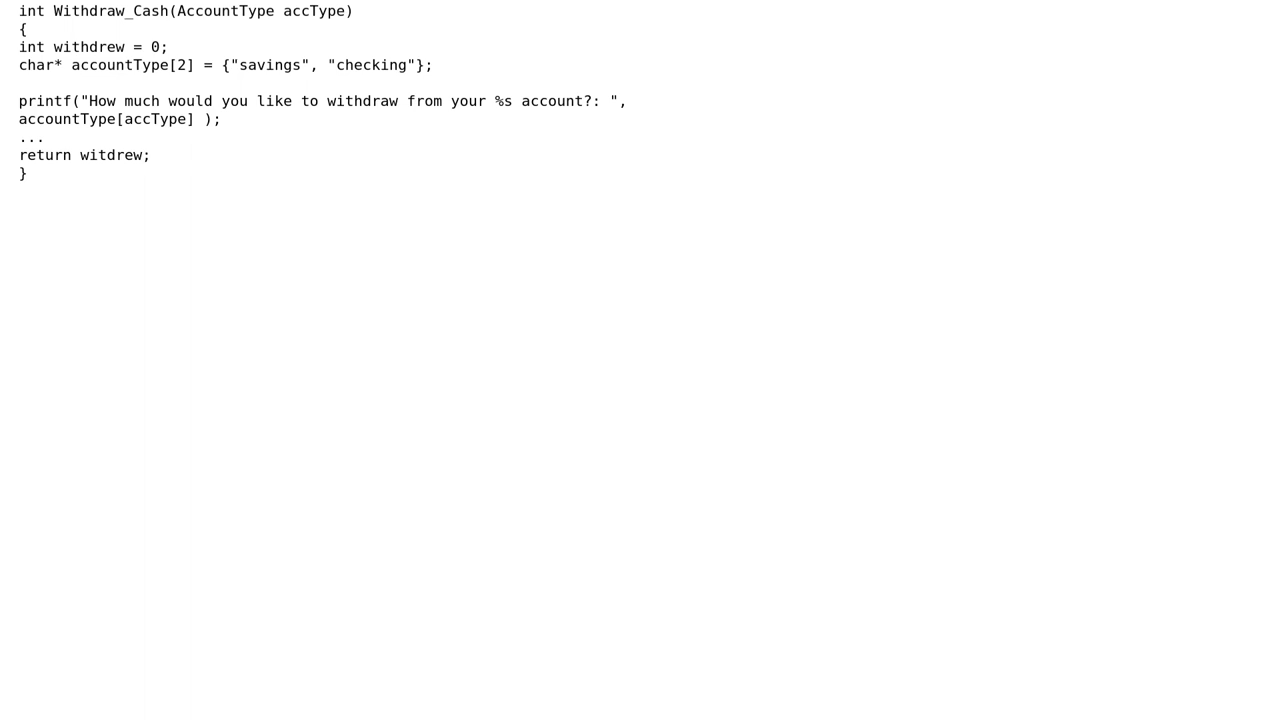 int Withdraw_Cash(AccountType accType)
{
int withdrew = 0;
char* accountType[2] = {"savings", "checking"};
printf("How much would you like to withdraw from your %s account?: ",
accountType[accType] );
...
return witdrew;
}